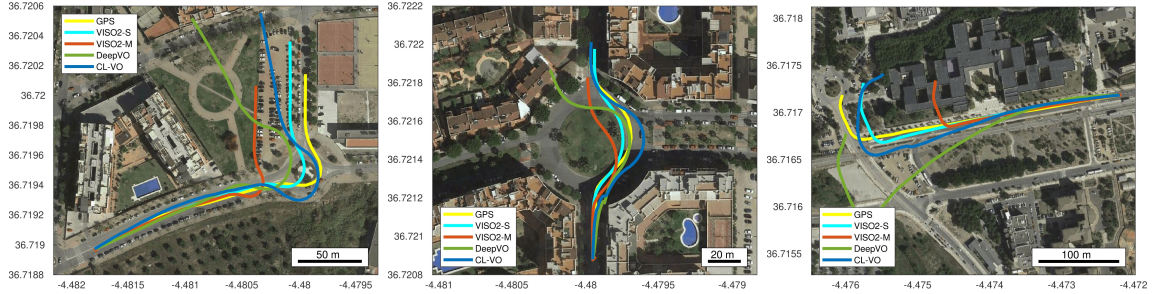 36.7206
36.7204
36.7202
36.72
36.7198
36.7196
36.7194
36.7192
36.719
36.7188
GPS
VISO2-S
VISO2-M
DeepVO
CL-VO
50 m
-4.482 -4.4815 -4.481 -4.4805 -4.48 -4.4795
36.7222
36.722
36.7218
36.7216
36.7214
36.7212
36.721
36.7208
GPS
VISO2-S
VISO2-M
DeepVO
CL-VO
20 m
-4.481 -4.4805 -4.48 -4.4795 -4.479
36.718
36.7175
36.717
36.7165
36.716
36.7155
GPS
VISO2-S
VISO2-M
DeepVO
CL-VO
100 m
-4.476 -4.475 -4.474 -4.473 -4.472